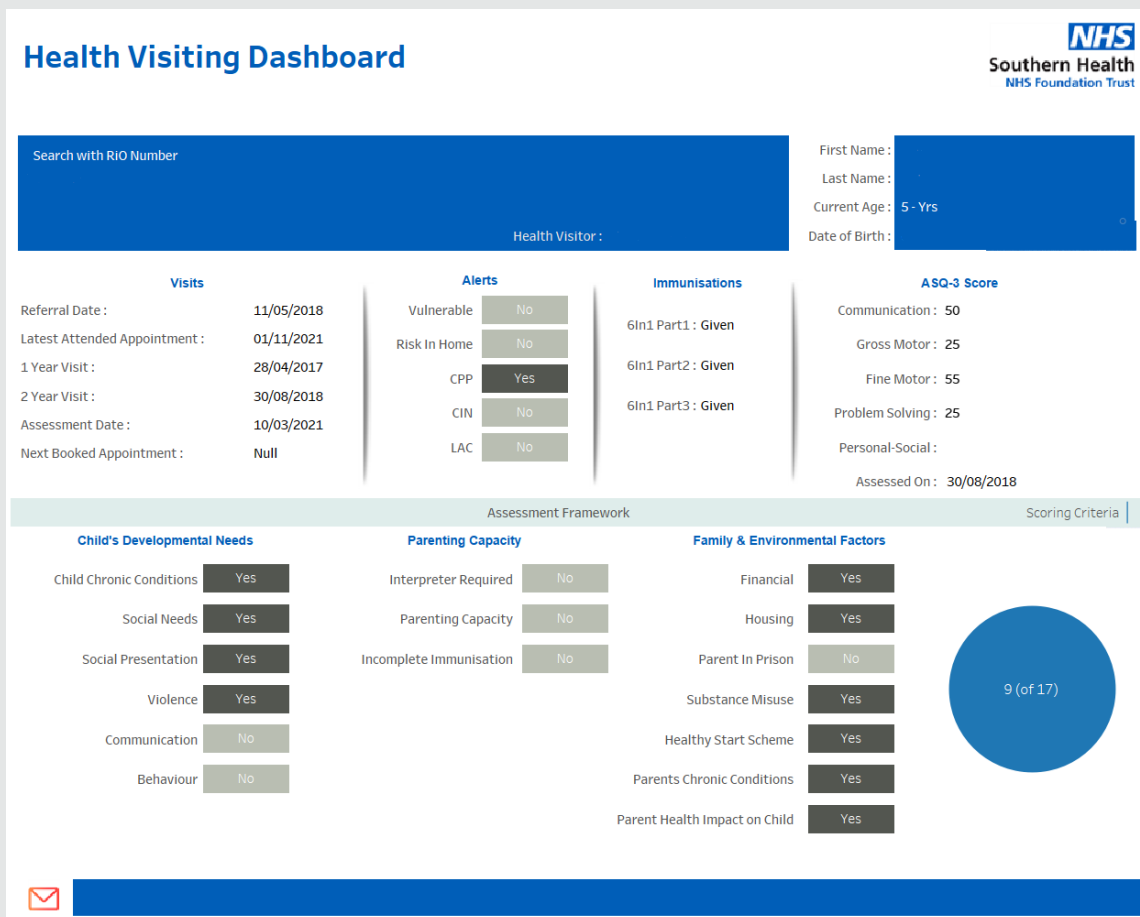 Health Visiting Dashboard
NHS
Southern Health
NHS Foundation Trust
Search with RiO Number
Health Visitor :
First Name :
Last Name :
Current Age : 5 - Yrs
Date of Birth :
Visits
Referral Date : 11/05/2018
Latest Attended Appointment : 01/11/2021
1 Year Visit : 28/04/2017
2 Year Visit : 30/08/2018
Assessment Date : 10/03/2021
Next Booked Appointment : Null
Alerts
Vulnerable No
Risk In Home No
CPP Yes
CIN No
LAC No
Immunisations
6In1 Part1 : Given
6In1 Part2 : Given
6In1 Part3 : Given
ASQ-3 Score
Communication : 50
Gross Motor : 25
Fine Motor : 55
Problem Solving : 25
Personal-Social :
Assessed On : 30/08/2018
Assessment Framework
Scoring Criteria
Child's Developmental Needs
Child Chronic Conditions Yes
Social Needs Yes
Social Presentation Yes
Violence Yes
Communication No
Behaviour No
Parenting Capacity
Interpreter Required No
Parenting Capacity No
Incomplete Immunisation No
Family & Environmental Factors
Financial Yes
Housing Yes
Parent In Prison No
Substance Misuse Yes
Healthy Start Scheme Yes
Parents Chronic Conditions Yes
Parent Health Impact on Child Yes
9 (of 17)